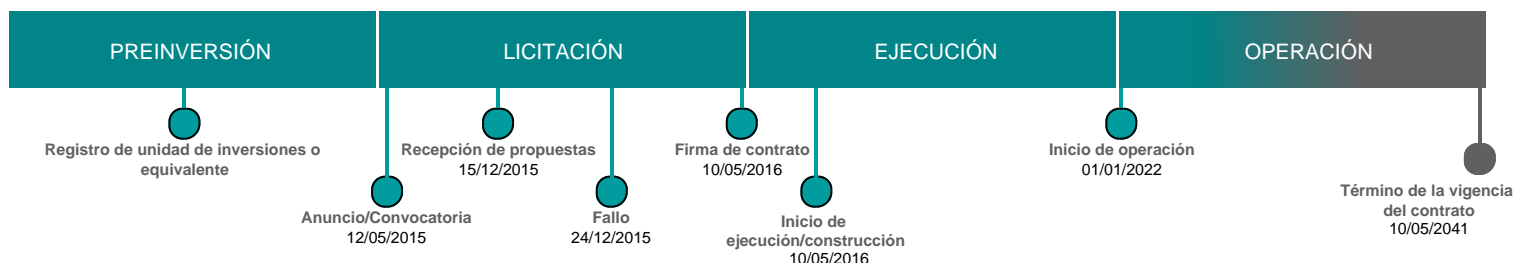 PREINVERSIÓN
LICITACIÓN
EJECUCIÓN
OPERACIÓN
Registro de unidad de inversiones o
equivalente
Anuncio/Convocatoria
12/05/2015
Recepción de propuestas
15/12/2015
Fallo
24/12/2015
Firma de contrato
10/05/2016
Inicio de
ejecución/construcción
10/05/2016
Inicio de operación
01/01/2022
Término de la vigencia
del contrato
10/05/2041